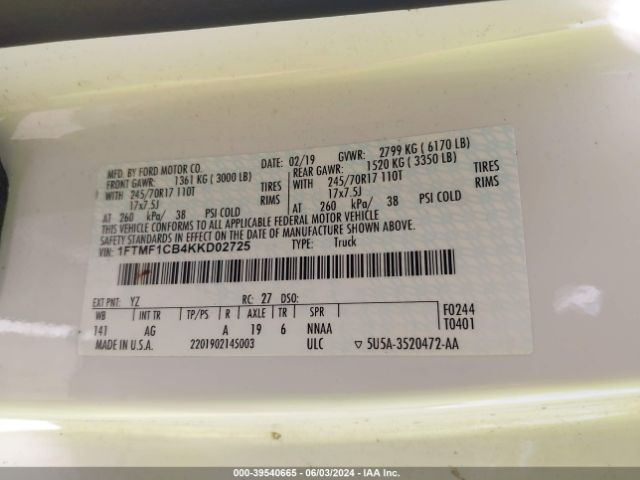 MFD. BY FORD MOTOR CO. DATE: 02/19 GVWR: 2799 KG ( 6170 LB)
FRONT GAWR: 1361 KG ( 3000 LB) REAR GAWR: 1520 KG ( 3350 LB)
WITH 245/70R17 110T TIRES WITH 245/70R17 110T TIRES
17x7.5J RIMS 17x7.5J RIMS
AT 260 kPa/ 38 PSI COLD AT 260 kPa/ 38 PSI COLD
THIS VEHICLE CONFORMS TO ALL APPLICABLE FEDERAL MOTOR VEHICLE
SAFETY STANDARDS IN EFFECT ON THE DATE OF MANUFACTURE SHOWN ABOVE.
VIN: 1FTMF1CB4KKD02725 TYPE: Truck
EXT PNT: YZ RC: 27 DSO: F0244
WB INT TR TP/PS R AXLE TR SPR T0401
141 AG A 19 6 NNAA
MADE IN U.S.A. 2201902145003 ULC ▽ 5U5A-3520472-AA
000-39540665 - 06/03/2024 - IAA Inc.